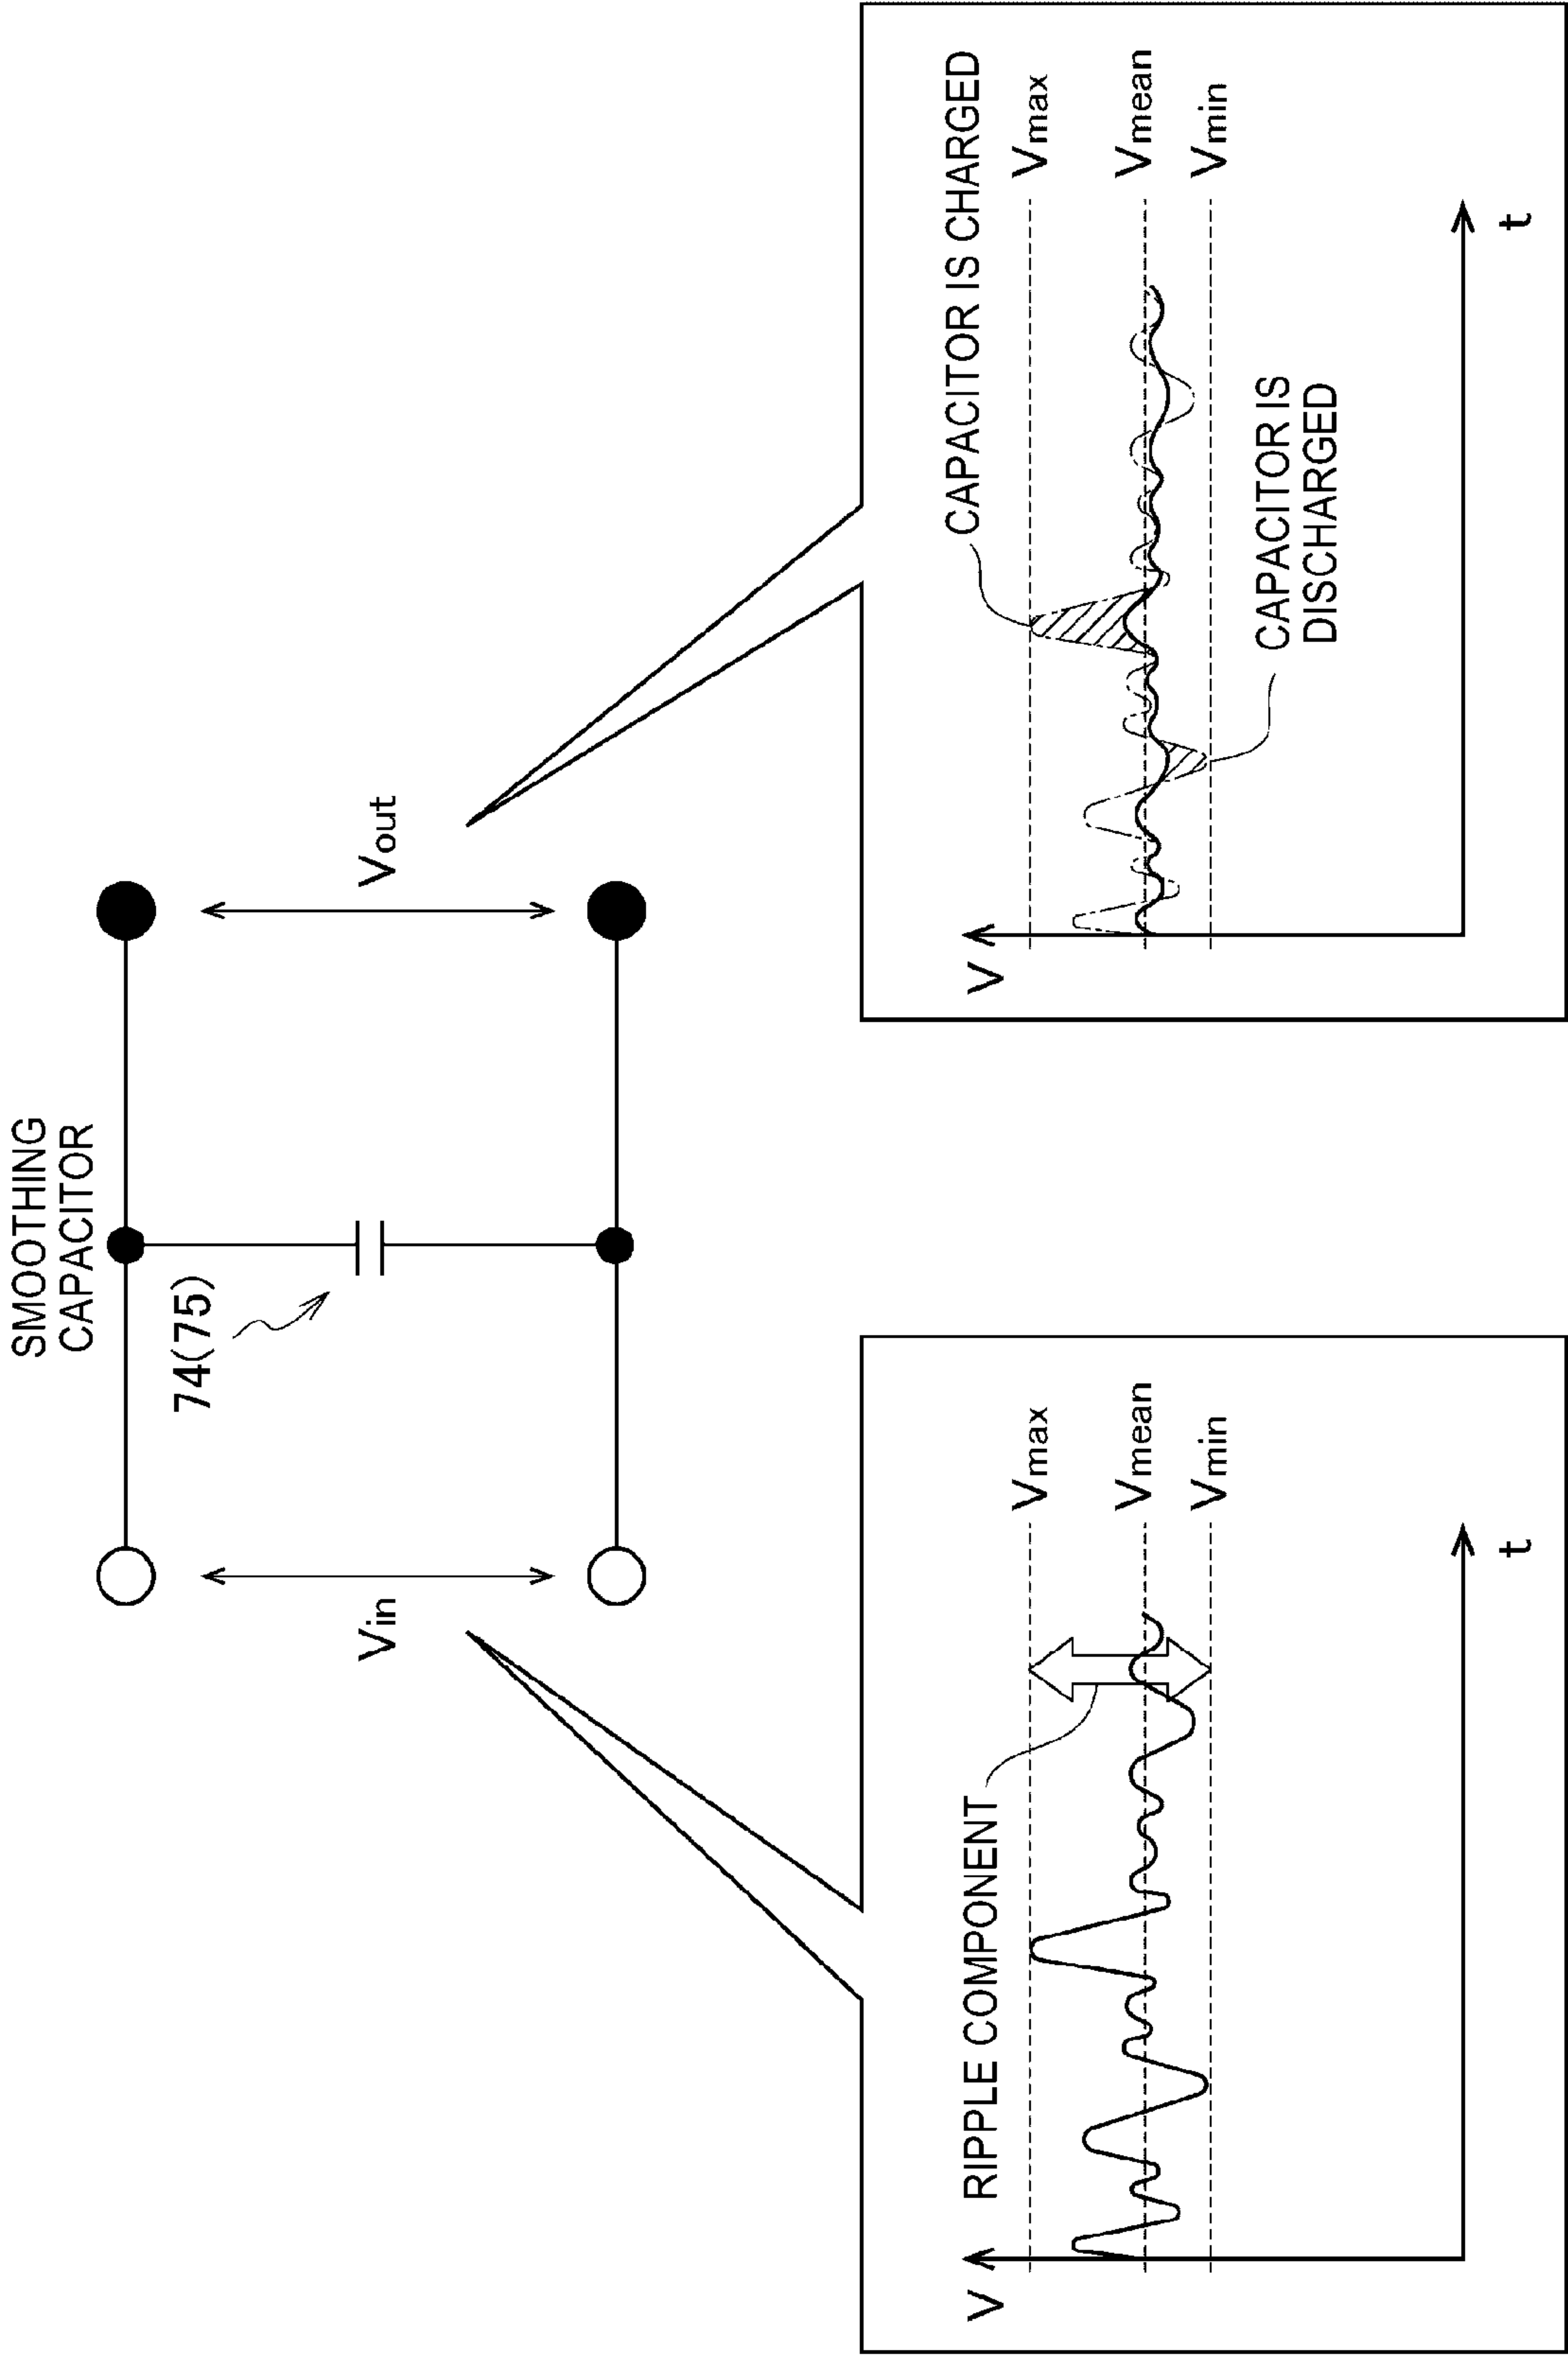 SMOOTHING
CAPACITOR
74(75)
Vin
Vout
V
RIPPLE COMPONENT
Vmax
Vmean
Vmin
t
V
CAPACITOR IS CHARGED
Vmax
Vmean
Vmin
CAPACITOR IS
DISCHARGED
t